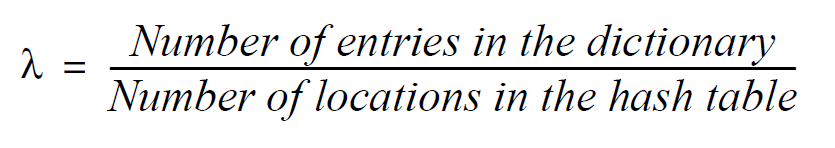 λ = Number of entries in the dictionary
Number of locations in the hash table